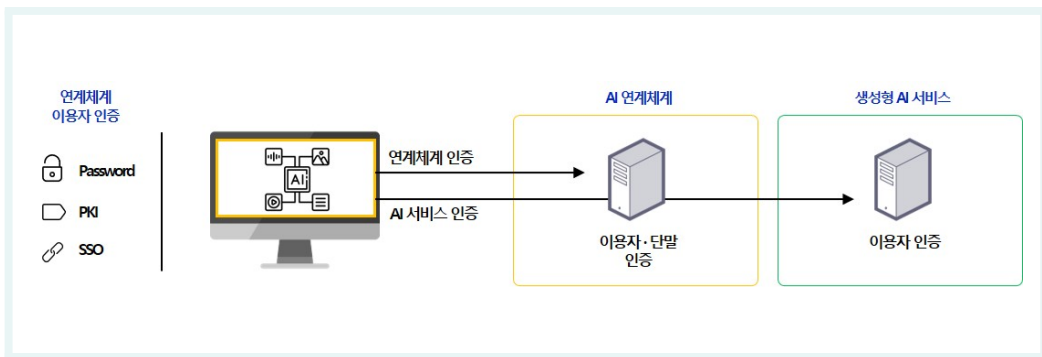 연계체계
이용자 인증
Password
PKI
SSO
AI
연계체계 인증
AI 서비스 인증
AI 연계체계
이용자·단말
인증
생성형 AI 서비스
이용자 인증